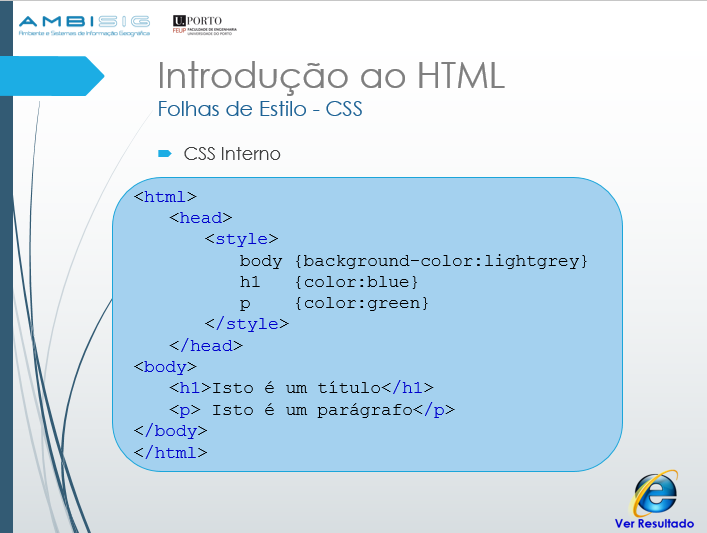 AMBISIG
Ambiente e Sistemas de Informação Geográfica
U. PORTO
FEUP FACULDADE DE ENGENHARIA
UNIVERSIDADE DO PORTO
Introdução ao HTML
Folhas de Estilo - CSS
CSS Interno
<html>
<head>
<style>
body {background-color:lightgrey}
h1 {color:blue}
p {color:green}
</style>
</head>
<body>
<h1>Isto é um título</h1>
<p> Isto é um parágrafo</p>
</body>
</html>
Ver Resultado